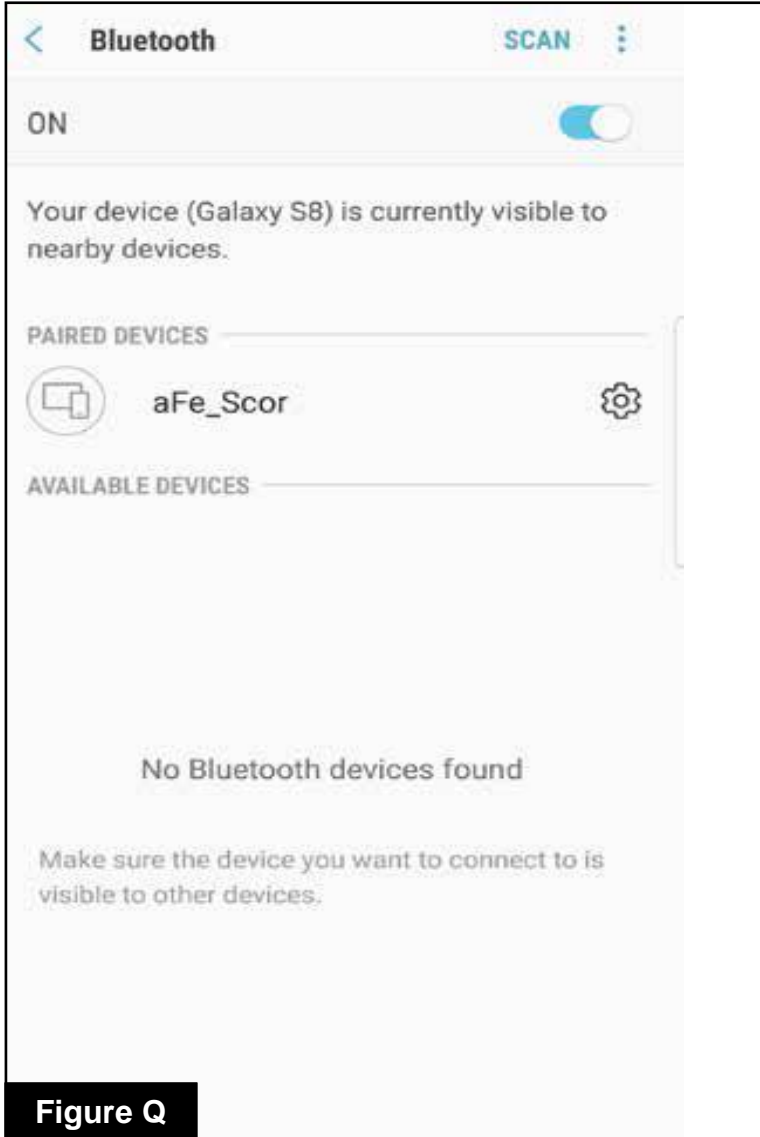 Bluetooth SCAN
ON
Your device (Galaxy S8) is currently visible to
nearby devices.
PAIRED DEVICES
aFe_Scor
AVAILABLE DEVICES
No Bluetooth devices found
Make sure the device you want to connect to is
visible to other devices.
Figure Q